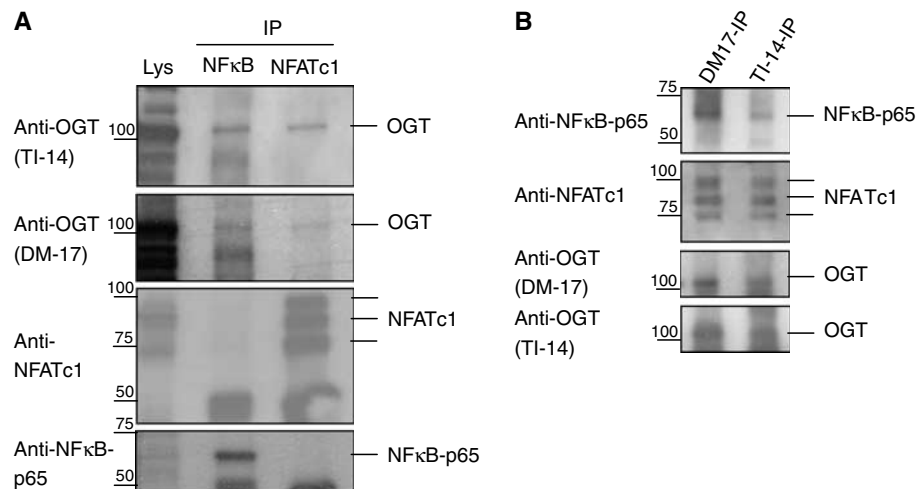 A
IP
Lys NFκB NFATc1
Anti-OGT
(TI-14)
100
OGT
Anti-OGT
(DM-17)
100
OGT
100
75
50
Anti-
NFATc1
NFATc1
75
50
Anti-NFκB-
p65
NFκB-p65
B
DM17-IP
TI-14-IP
75
50
Anti-NFκB-p65
NFκB-p65
100
75
Anti-NFATc1
NFATc1
Anti-OGT
(DM-17)
100
OGT
Anti-OGT
(TI-14)
100
OGT